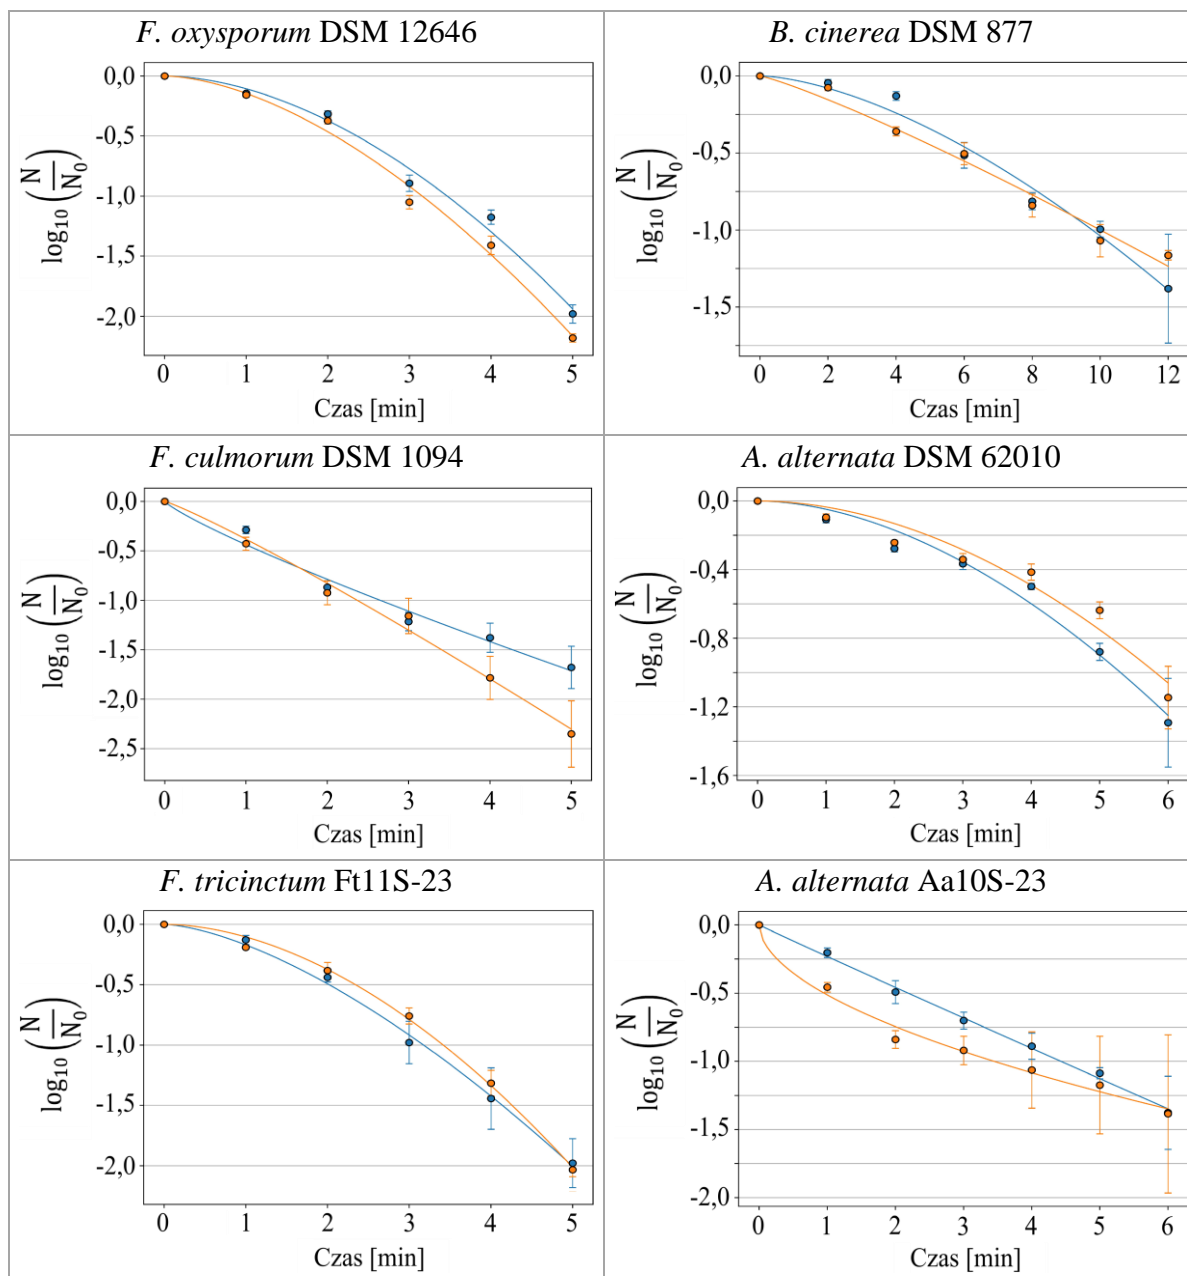 F. oxysporum DSM 12646
0,0
-0,5
-1,0
-1,5
-2,0
log10 (N/N0)
0 1 2 3 4 5
Czas [min]
B. cinerea DSM 877
0,0
-0,5
-1,0
-1,5
log10 (N/N0)
0 2 4 6 8 10 12
Czas [min]
F. culmorum DSM 1094
0,0
-0,5
-1,0
-1,5
-2,0
-2,5
log10 (N/N0)
0 1 2 3 4 5
Czas [min]
A. alternata DSM 62010
0,0
-0,4
-0,8
-1,2
-1,6
log10 (N/N0)
0 1 2 3 4 5 6
Czas [min]
F. tricinctum Ft11S-23
0,0
-0,5
-1,0
-1,5
-2,0
log10 (N/N0)
0 1 2 3 4 5
Czas [min]
A. alternata Aa10S-23
0,0
-0,5
-1,0
-1,5
-2,0
log10 (N/N0)
0 1 2 3 4 5 6
Czas [min]